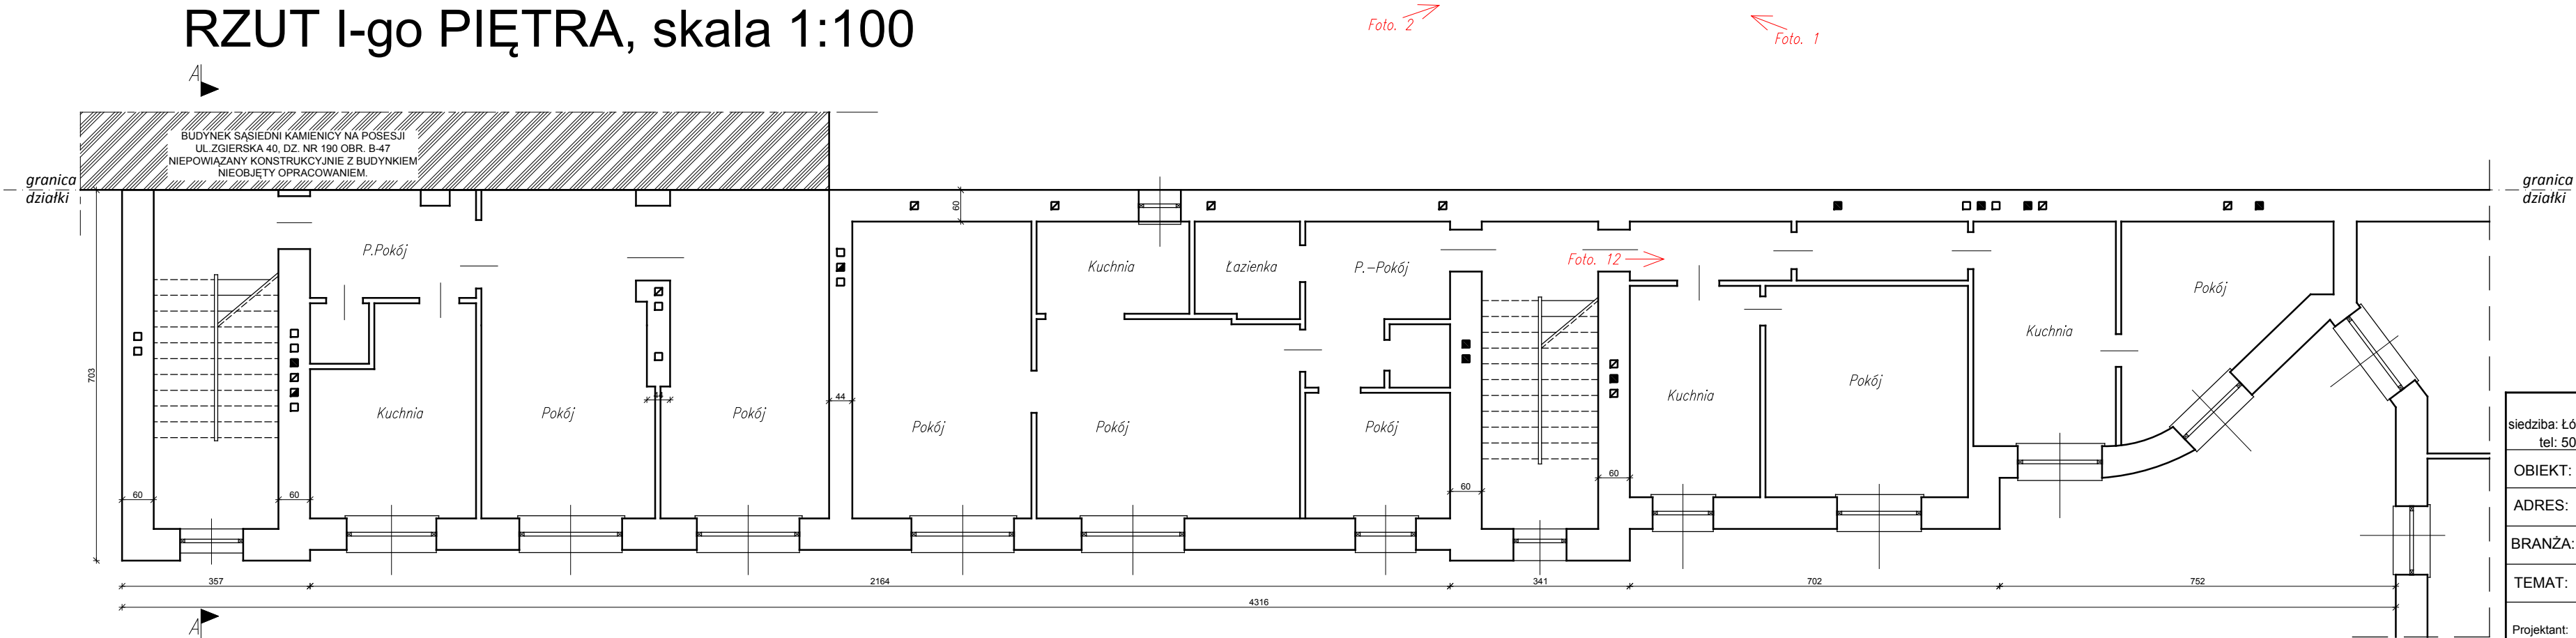 RZUT I-go PIĘTRA, skala 1:100
Foto. 2
Foto. 1
A
BUDYNEK SĄSIEDNI KAMIENICY NA POSESJI
UL.ZGIERSKA 40, DZ. NR 190 OBR. B-47
NIEPOWIĄZANY KONSTRUKCYJNIE Z BUDYNKIEM
NIEOBJĘTY OPRACOWANIEM.
granica
działki
granica
działki
60
P.Pokój
Kuchnia
Łazienka
P.-Pokój
Foto. 12
Pokój
Kuchnia
703
44
44
Kuchnia
Pokój
Pokój
Pokój
Pokój
Pokój
Kuchnia
Pokój
60
60
60
60
siedziba: Łó
tel: 50
OBIEKT:
ADRES:
BRANŻA:
TEMAT:
Projektant:
357
2164
341
702
752
4316
A